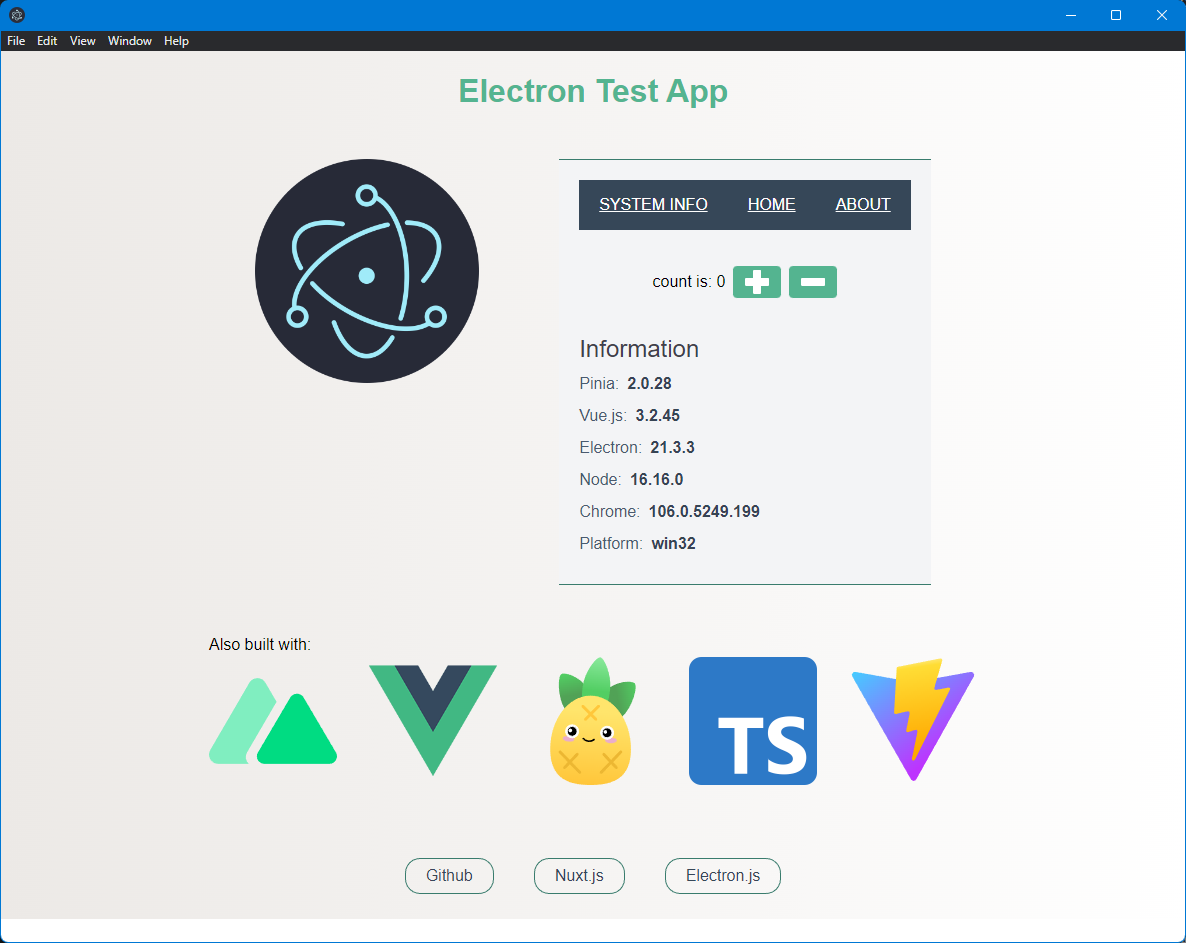 File Edit View Window Help
Electron Test App
SYSTEM INFO HOME ABOUT
count is: 0
Information
Pinia: 2.0.28
Vue.js: 3.2.45
Electron: 21.3.3
Node: 16.16.0
Chrome: 106.0.5249.199
Platform: win32
Also built with:
TS
Github Nuxt.js Electron.js